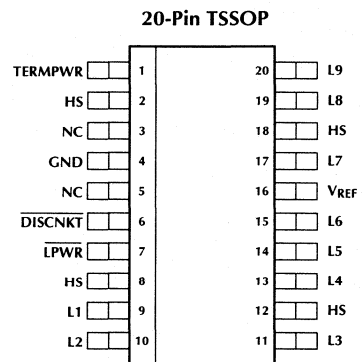 20-Pin TSSOP
TERMPWR 1 20 L9
HS 2 19 L8
NC 3 18 HS
GND 4 17 L7
NC 5 16 VREF
DISCNKT 6 15 L6
LPWR 7 14 L5
HS 8 13 L4
L1 9 12 HS
L2 10 11 L3